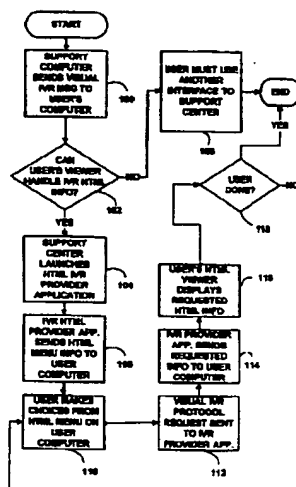 START
SUPPORT
COMPUTER
SENDS VISUAL
IVR MSG TO
USER'S
COMPUTER
CAN
USER'S VIEWER
HANDLE IVR HTML
INFO?
NO
YES
SUPPORT
CENTER
LAUNCHES
HTML IVR
PROVIDER
APPLICATION
IVR HTML
PROVIDER APP.
SENDS HTML
MENU INFO TO
USER COMPUTER
USER MAKES
CHOICES FROM
HTML MENU ON
USER
COMPUTER
110
VISUAL IVR
PROTOCOL
REQUEST SENT
TO IVR
PROVIDER APP.
112
IVR PROVIDER
APP. SENDS
REQUESTED
INFO TO USER
COMPUTER
114
USER'S HTML
VIEWER
DISPLAYS
REQUESTED
HTML INFO
USER
DONE?
NO
YES
USER MUST USE
ANOTHER
INTERFACE TO
SUPPORT
CENTER
END